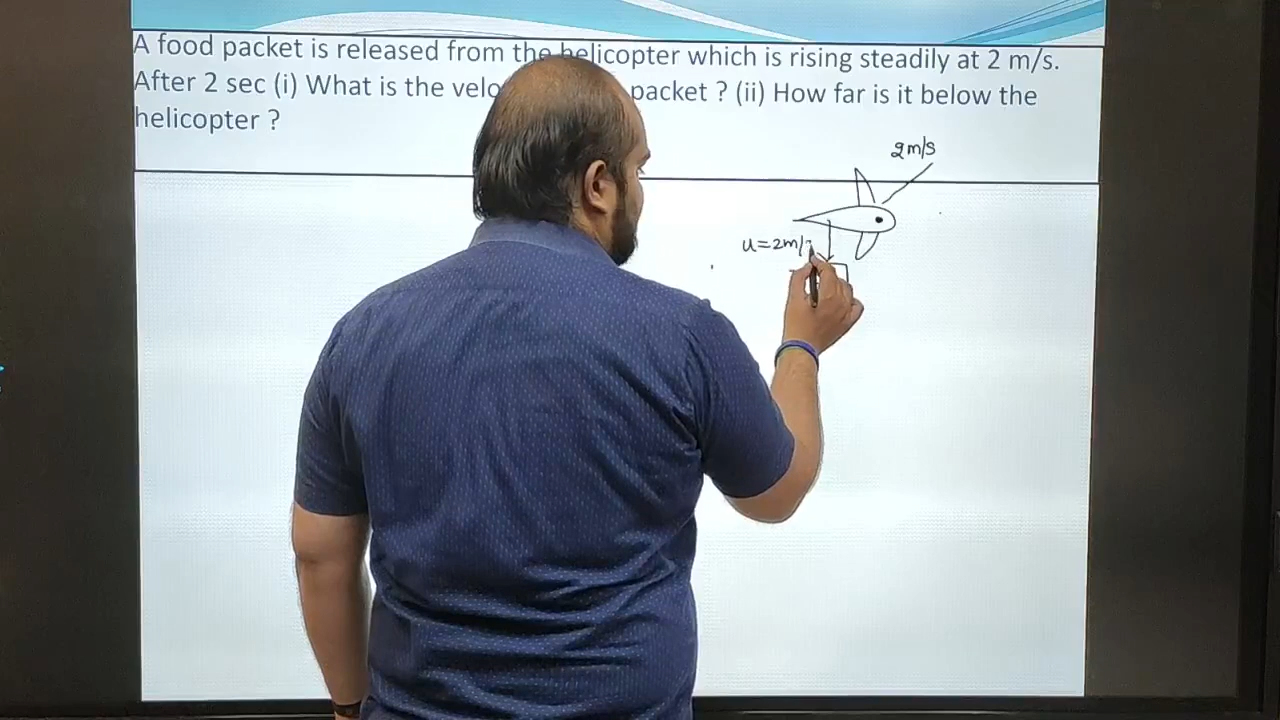 A food packet is released from the helicopter which is rising steadily at 2 m/s.
After 2 sec (i) What is the packet ? (ii) How far is it below the
helicopter ?
2m/s
u=2m/